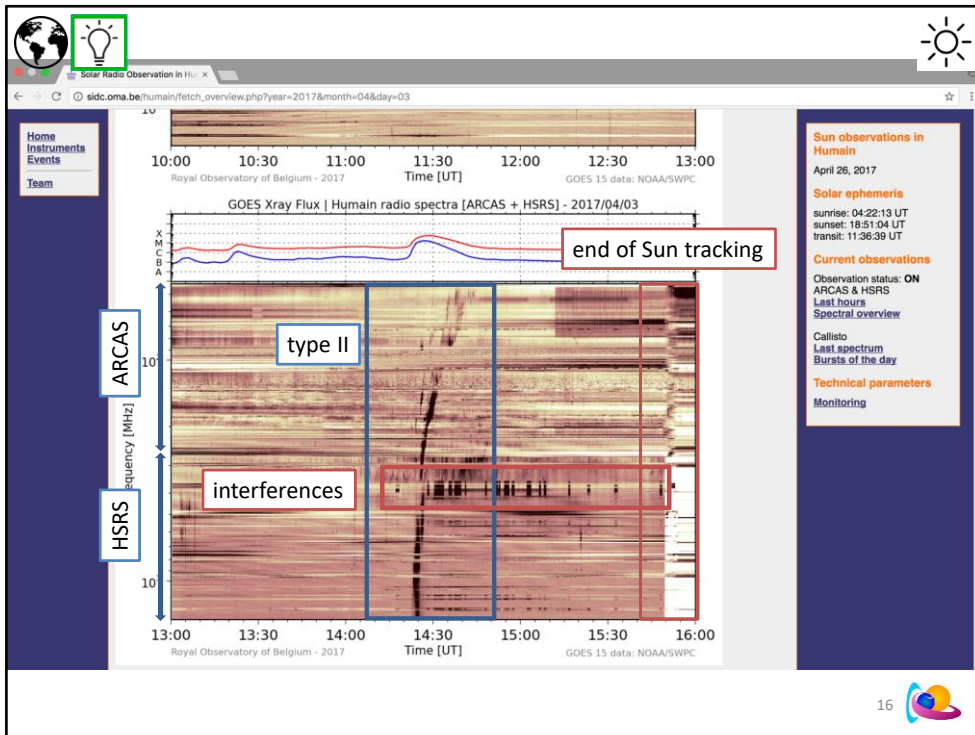 Solar Radio Observation in Hu
sidc.oma.be/humain/fetch_overview.php?year=2017&month=04&day=03
Home
Instruments
Events
Team
10
10:00 10:30 11:00 11:30 12:00 12:30 13:00
Royal Observatory of Belgium - 2017 Time [UT] GOES 15 data: NOAA/SWPC
GOES Xray Flux | Humain radio spectra [ARCAS + HSRS] - 2017/04/03
X
M
C
B
A
end of Sun tracking
ARCAS
type II
10
equency [MHz]
interferences
HSRS
10
13:00 13:30 14:00 14:30 15:00 15:30 16:00
Royal Observatory of Belgium - 2017 Time [UT] GOES 15 data: NOAA/SWPC
Sun observations in
Humain
April 26, 2017
Solar ephemeris
sunrise: 04:22:13 UT
sunset: 18:51:04 UT
transit: 11:36:39 UT
Current observations
Observation status: ON
ARCAS & HSRS
Last hours
Spectral overview
Callisto
Last spectrum
Bursts of the day
Technical parameters
Monitoring
16